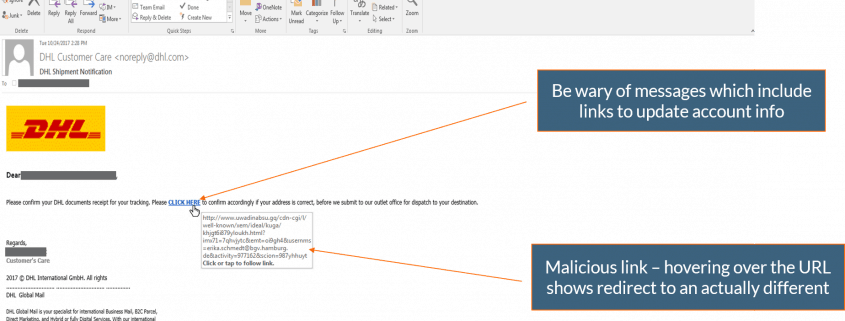 Ignore
Junk
Delete
Reply Reply Forward
All
IM
More
Delete
Respond
Team Email
Done
Reply & Delete
Create New
Quick Steps
Move
OneNote
Actions
Move
Mark Categorize Follow
Unread Up
Tags
Translate
Related
Select
Editing
Zoom
Zoom
Tue 10/24/2017 2:28 PM
DHL Customer Care <noreply@dhl.com>
DHL Shipment Notification
To
Be wary of messages which include
links to update account info
DHL
Dear ,
Please confirm your DHL documents receipt for your tracking. Please CLICK HERE to confirm accordingly if your address is correct, before we submit to our outlet office for dispatch to your destination.
http://www.uwadinabsu.gq/cdn-cgi/l/
well-known/xem/ideal/kuga/
khjgt6i879yloukh.html?
imx71=7qhvjytc&iemt=oi9gh4&usernms
=erika.schmedt@bgv.hamburg.
de&activity=977162&scion=987yhhuyt
Click or tap to follow link.
Regards,
Customer's Care
Malicious link – hovering over the URL
shows redirect to an actually different
2017 © DHL International GmbH. All rights
DHL Global Mail
DHL Global Mail is your specialist for international Business Mail, B2C Parcel,
Direct Marketing, and Hybrid or fully Digital Services. With our international